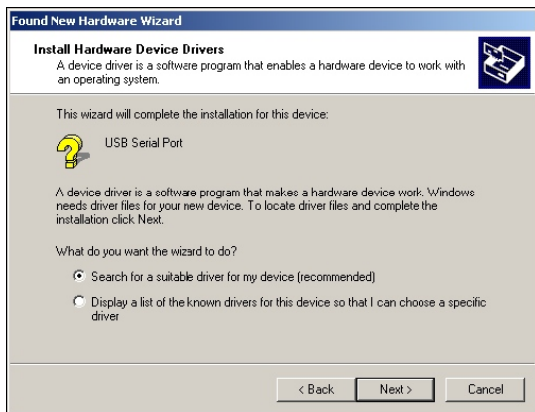 Found New Hardware Wizard
Install Hardware Device Drivers
A device driver is a software program that enables a hardware device to work with
an operating system.
This wizard will complete the installation for this device:
USB Serial Port
A device driver is a software program that makes a hardware device work. Windows
needs driver files for your new device. To locate driver files and complete the
installation click Next.
What do you want the wizard to do?
Search for a suitable driver for my device (recommended)
Display a list of the known drivers for this device so that I can choose a specific
driver
< Back Next > Cancel